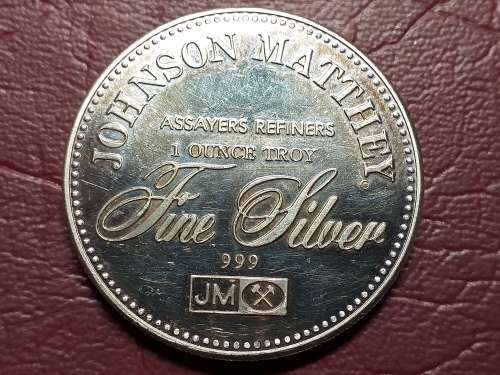 JOHNSON MATTHEY
ASSAYERS REFINERS
1 OUNCE TROY
Fine Silver
999
JM